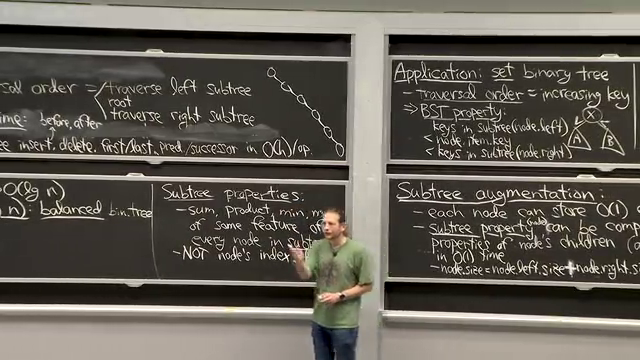 sal order = traverse left subtree
root
traverse right subtree
before, after
insert, delete, first/last, pred/successor in O(h)/op.
O(lg n)
n): balanced bin. tree
Subtree properties:
- sum, product, min, m
of some feature of
every node in subt
- NOT node's index
Application: set binary tree
- traversal order = increasing key
⇒ BST property:
keys in subtree(node.left)
< node.item.key
< keys in subtree(node.right)
X
A B
Subtree augmentation:
- each node can store O(1)
- subtree property can be comp
properties of node's children
in O(1) time
- node.size = node.left.size + node.right.si